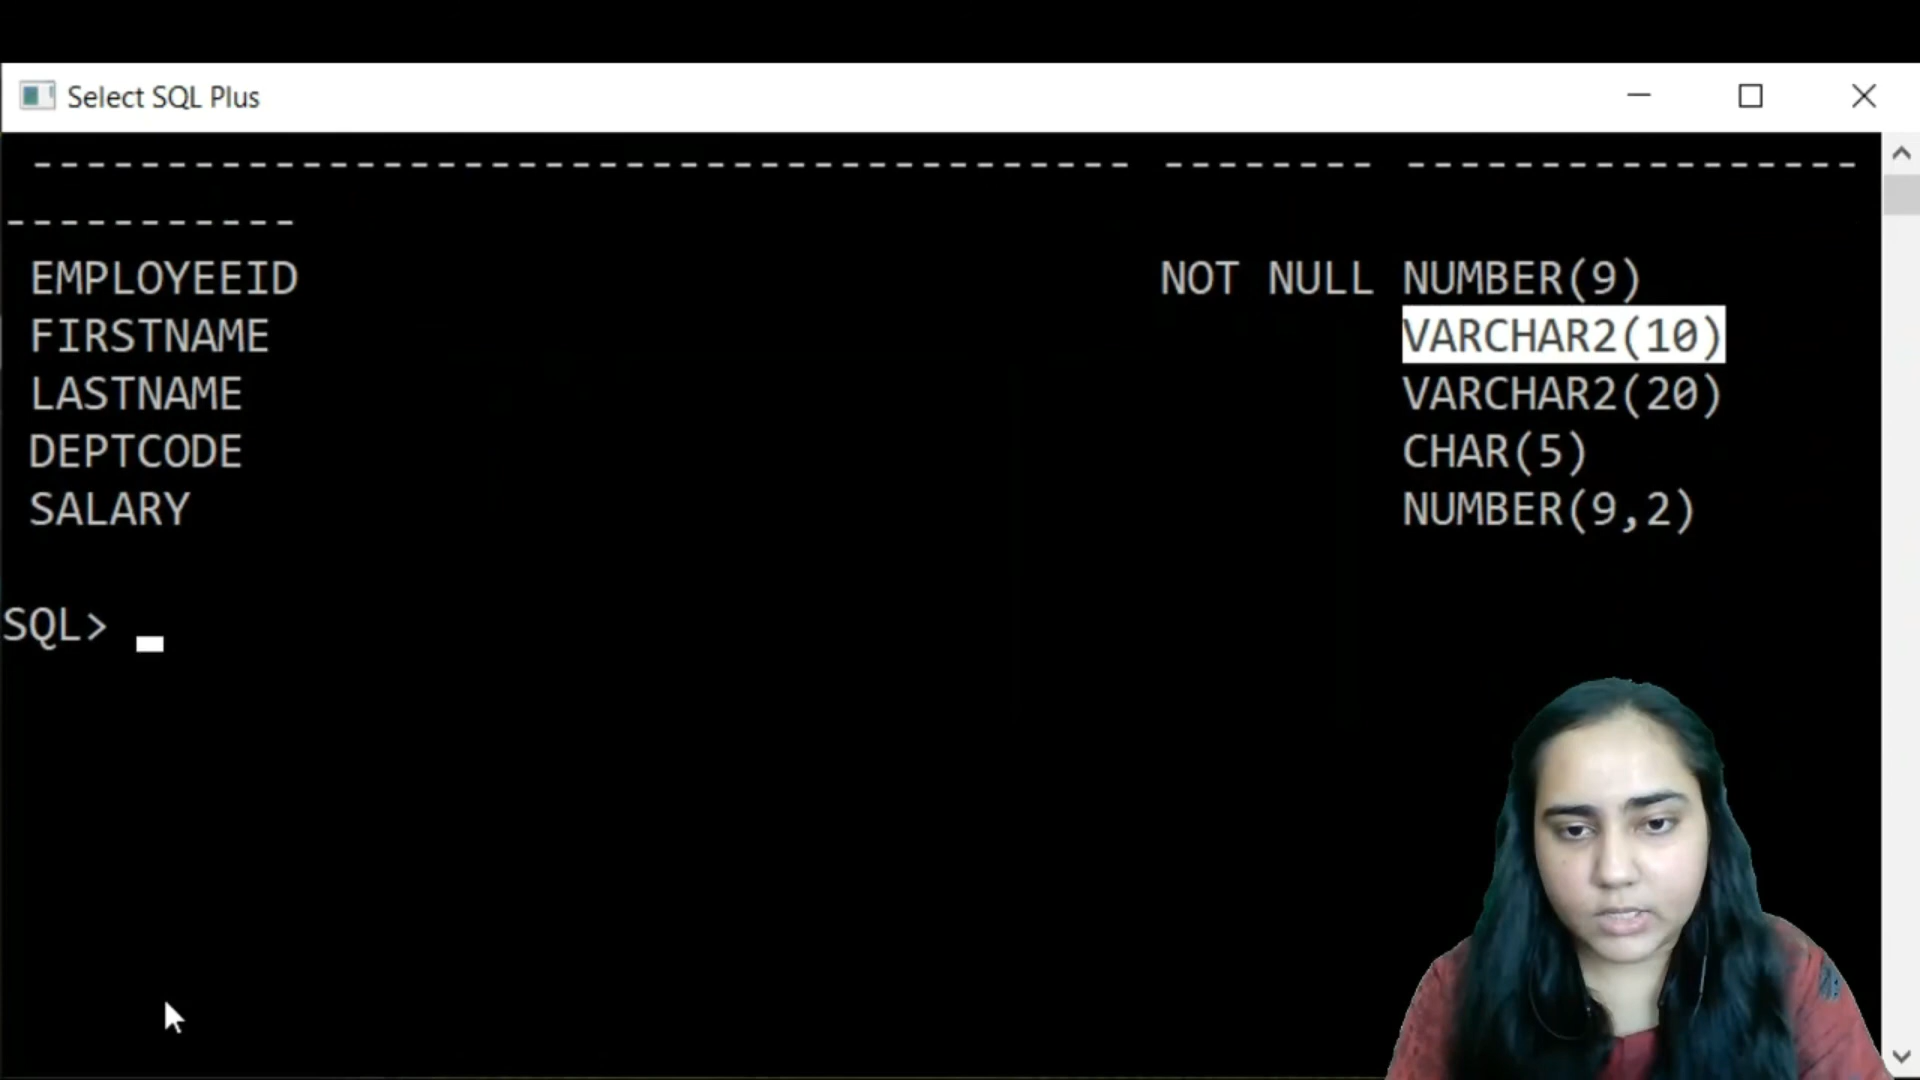 Select SQL Plus
----------------------------------------- -------- -----------------
-----------
EMPLOYEEID NOT NULL NUMBER(9)
FIRSTNAME VARCHAR2(10)
LASTNAME VARCHAR2(20)
DEPTCODE CHAR(5)
SALARY NUMBER(9,2)
SQL>